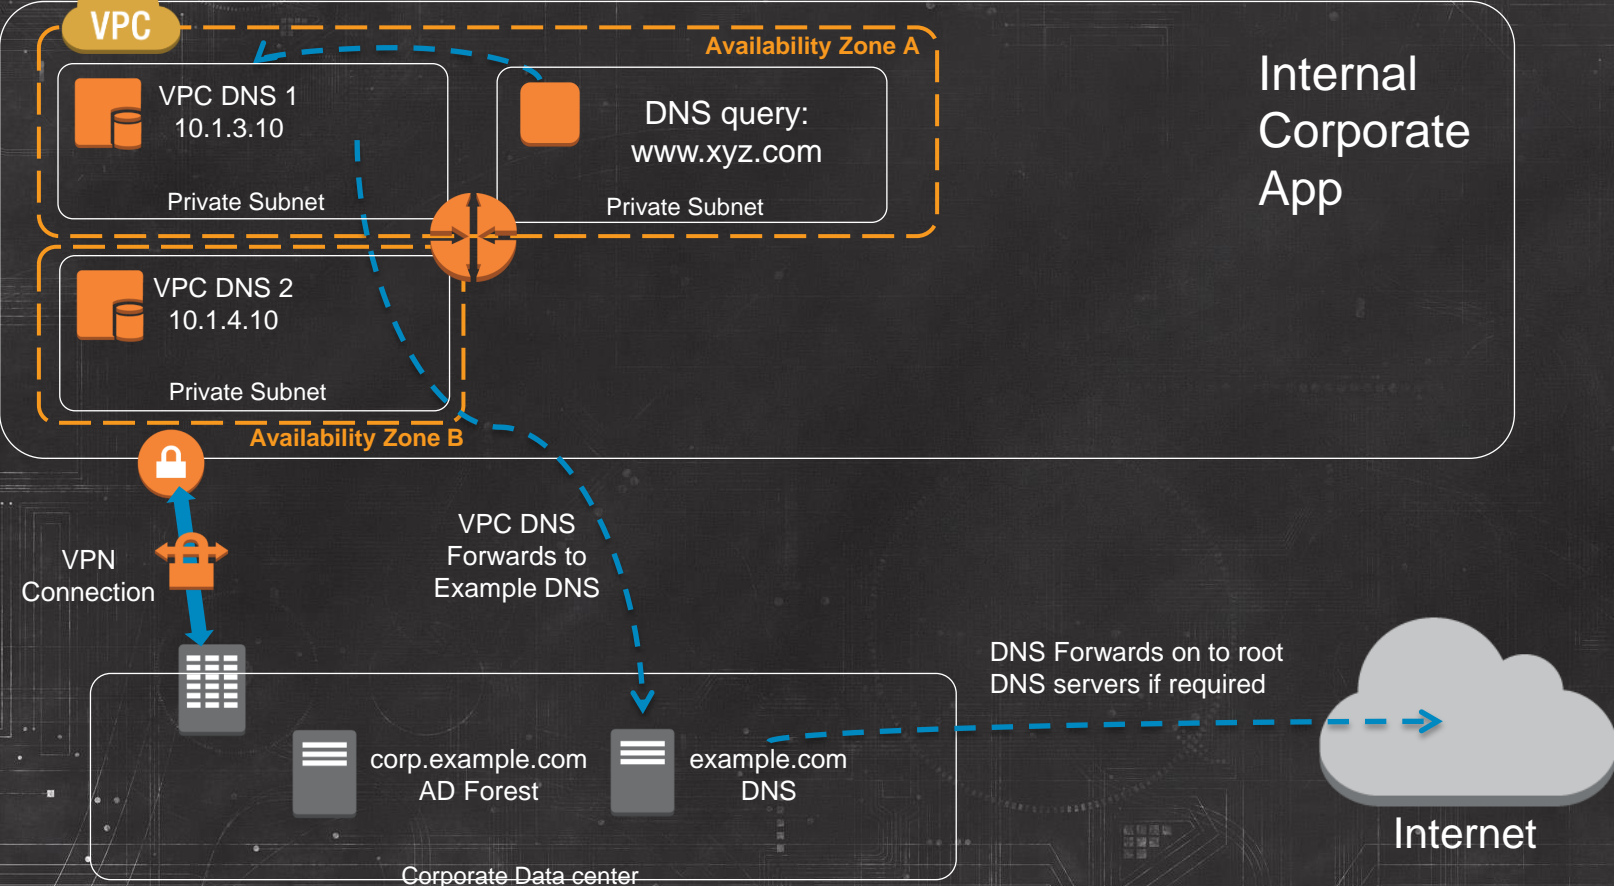 VPC
Availability Zone A
VPC DNS 1
10.1.3.10
Private Subnet
DNS query:
www.xyz.com
Private Subnet
Internal
Corporate
App
VPC DNS 2
10.1.4.10
Private Subnet
Availability Zone B
VPN
Connection
VPC DNS
Forwards to
Example DNS
DNS Forwards on to root
DNS servers if required
corp.example.com
AD Forest
example.com
DNS
Internet
Corporate Data center